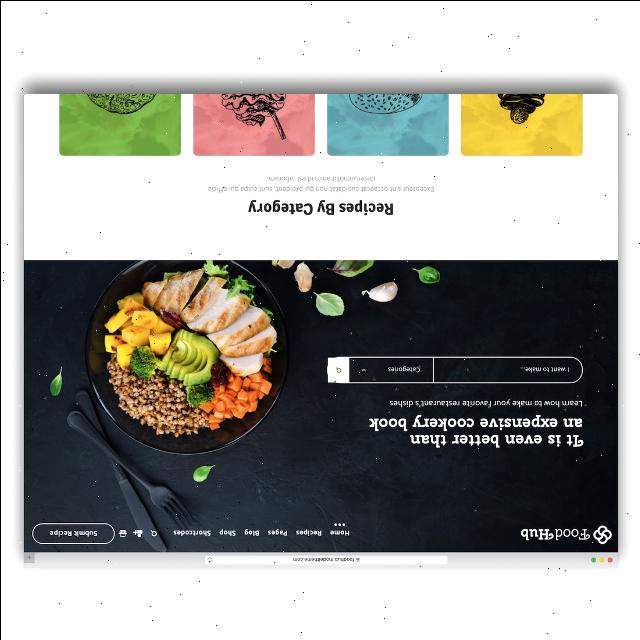 foodhub.modeltheme.com
FoodHub
Home Recipes Pages Blog Shop Shortcodes
Submit Recipe
It is even better than
an expensive cookery book
Learn how to make your favorite restaurant's dishes
I want to make...
Categories
Recipes By Category
Excepteur sint occaecat cupidatat non qui proident, sunt culpa qui officia
deserunmollit anim id est laborum.